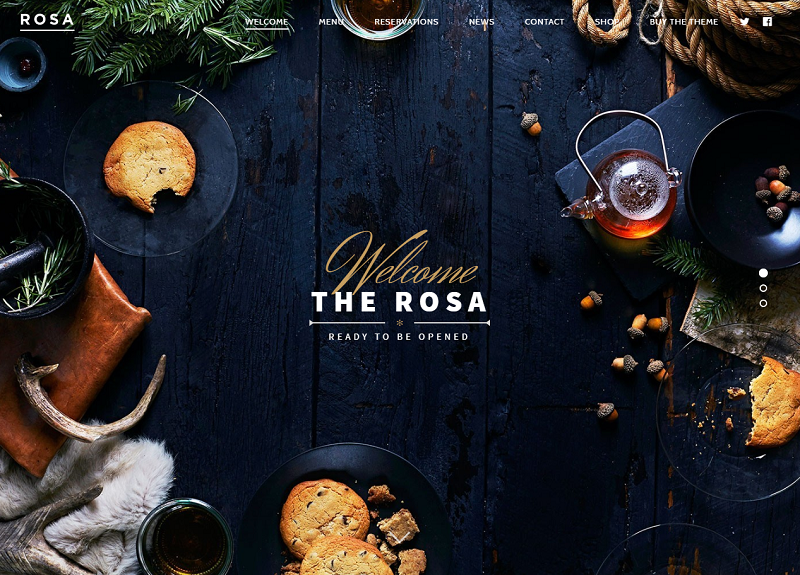 ROSA
WELCOME MENU RESERVATIONS NEWS CONTACT SHOP BUY THE THEME
Welcome
THE ROSA
READY TO BE OPENED